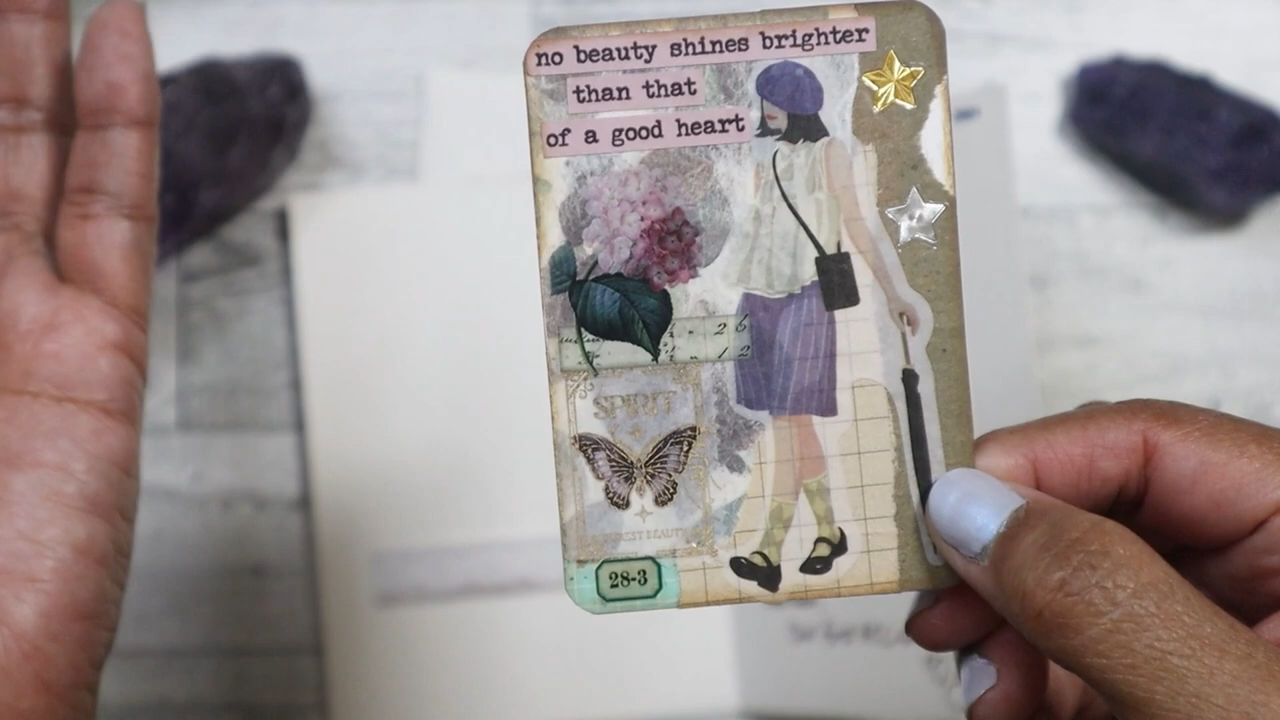 no beauty shines brighter
than that
of a good heart
2 6
1 2
SPIRIT
28-3